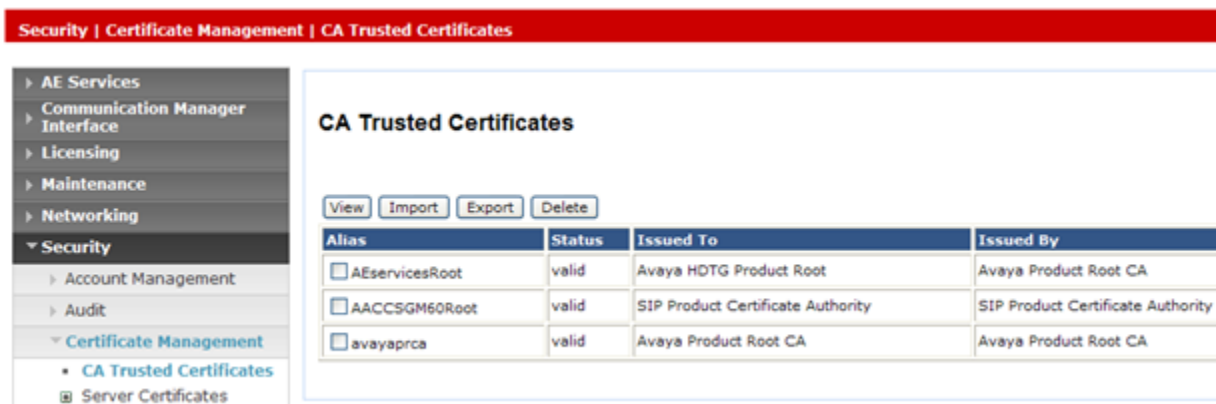 Security | Certificate Management | CA Trusted Certificates
AE Services
Communication Manager
Interface
Licensing
Maintenance
Networking
Security
Account Management
Audit
Certificate Management
CA Trusted Certificates
Server Certificates
CA Trusted Certificates
View Import Export Delete
Alias Status Issued To Issued By
AEservicesRoot valid Avaya HDTG Product Root Avaya Product Root CA
AACCSGM60Root valid SIP Product Certificate Authority SIP Product Certificate Authority
avayaprca valid Avaya Product Root CA Avaya Product Root CA